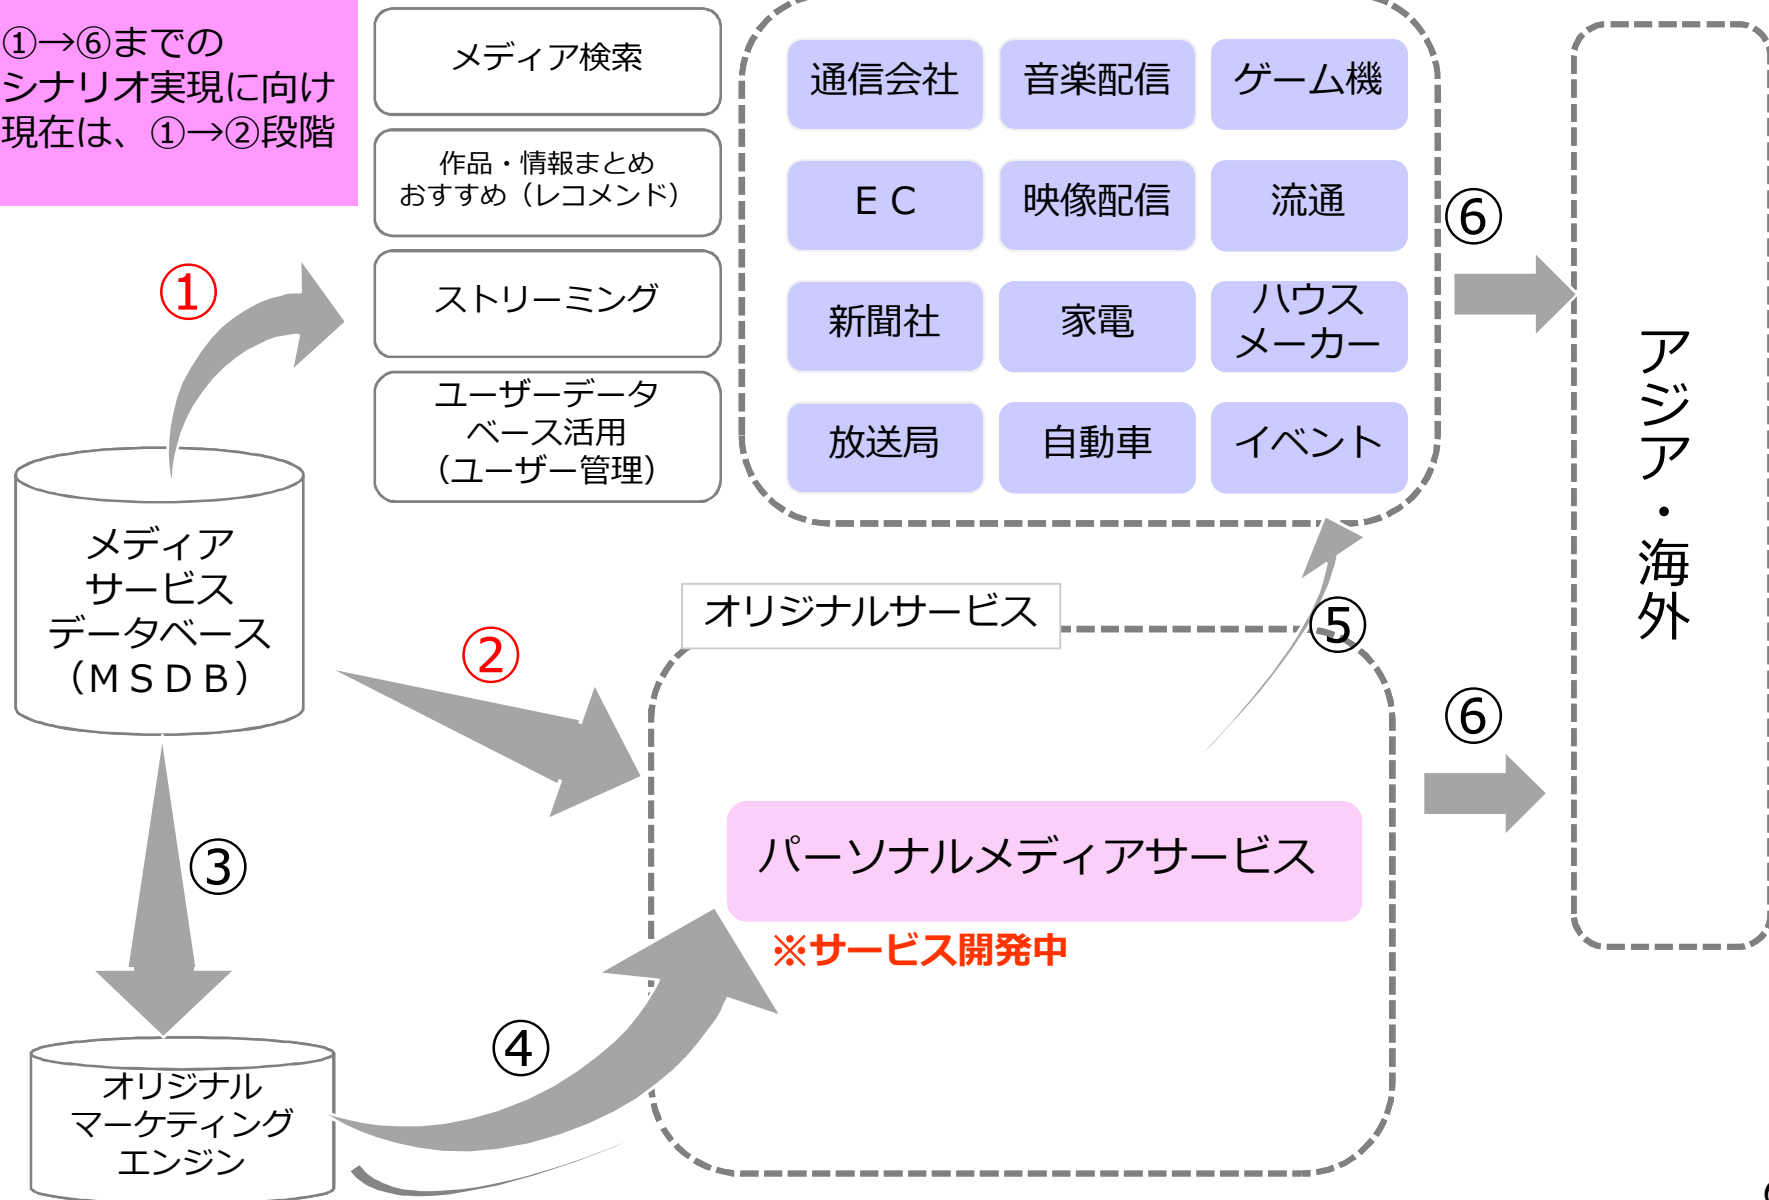 ①→⑥までの
シナリオ実現に向け
現在は、①→②段階
メディア検索
作品・情報まとめ
おすすめ（レコメンド）
ストリーミング
ユーザーデータ
ベース活用
（ユーザー管理）
通信会社
音楽配信
ゲーム機
ＥＣ
映像配信
流通
新聞社
家電
ハウス
メーカー
放送局
自動車
イベント
⑥
アジア・海外
①
メディア
サービス
データベース
（ＭＳＤＢ）
②
オリジナルサービス
⑤
⑥
パーソナルメディアサービス
※サービス開発中
③
④
オリジナル
マーケティング
エンジン